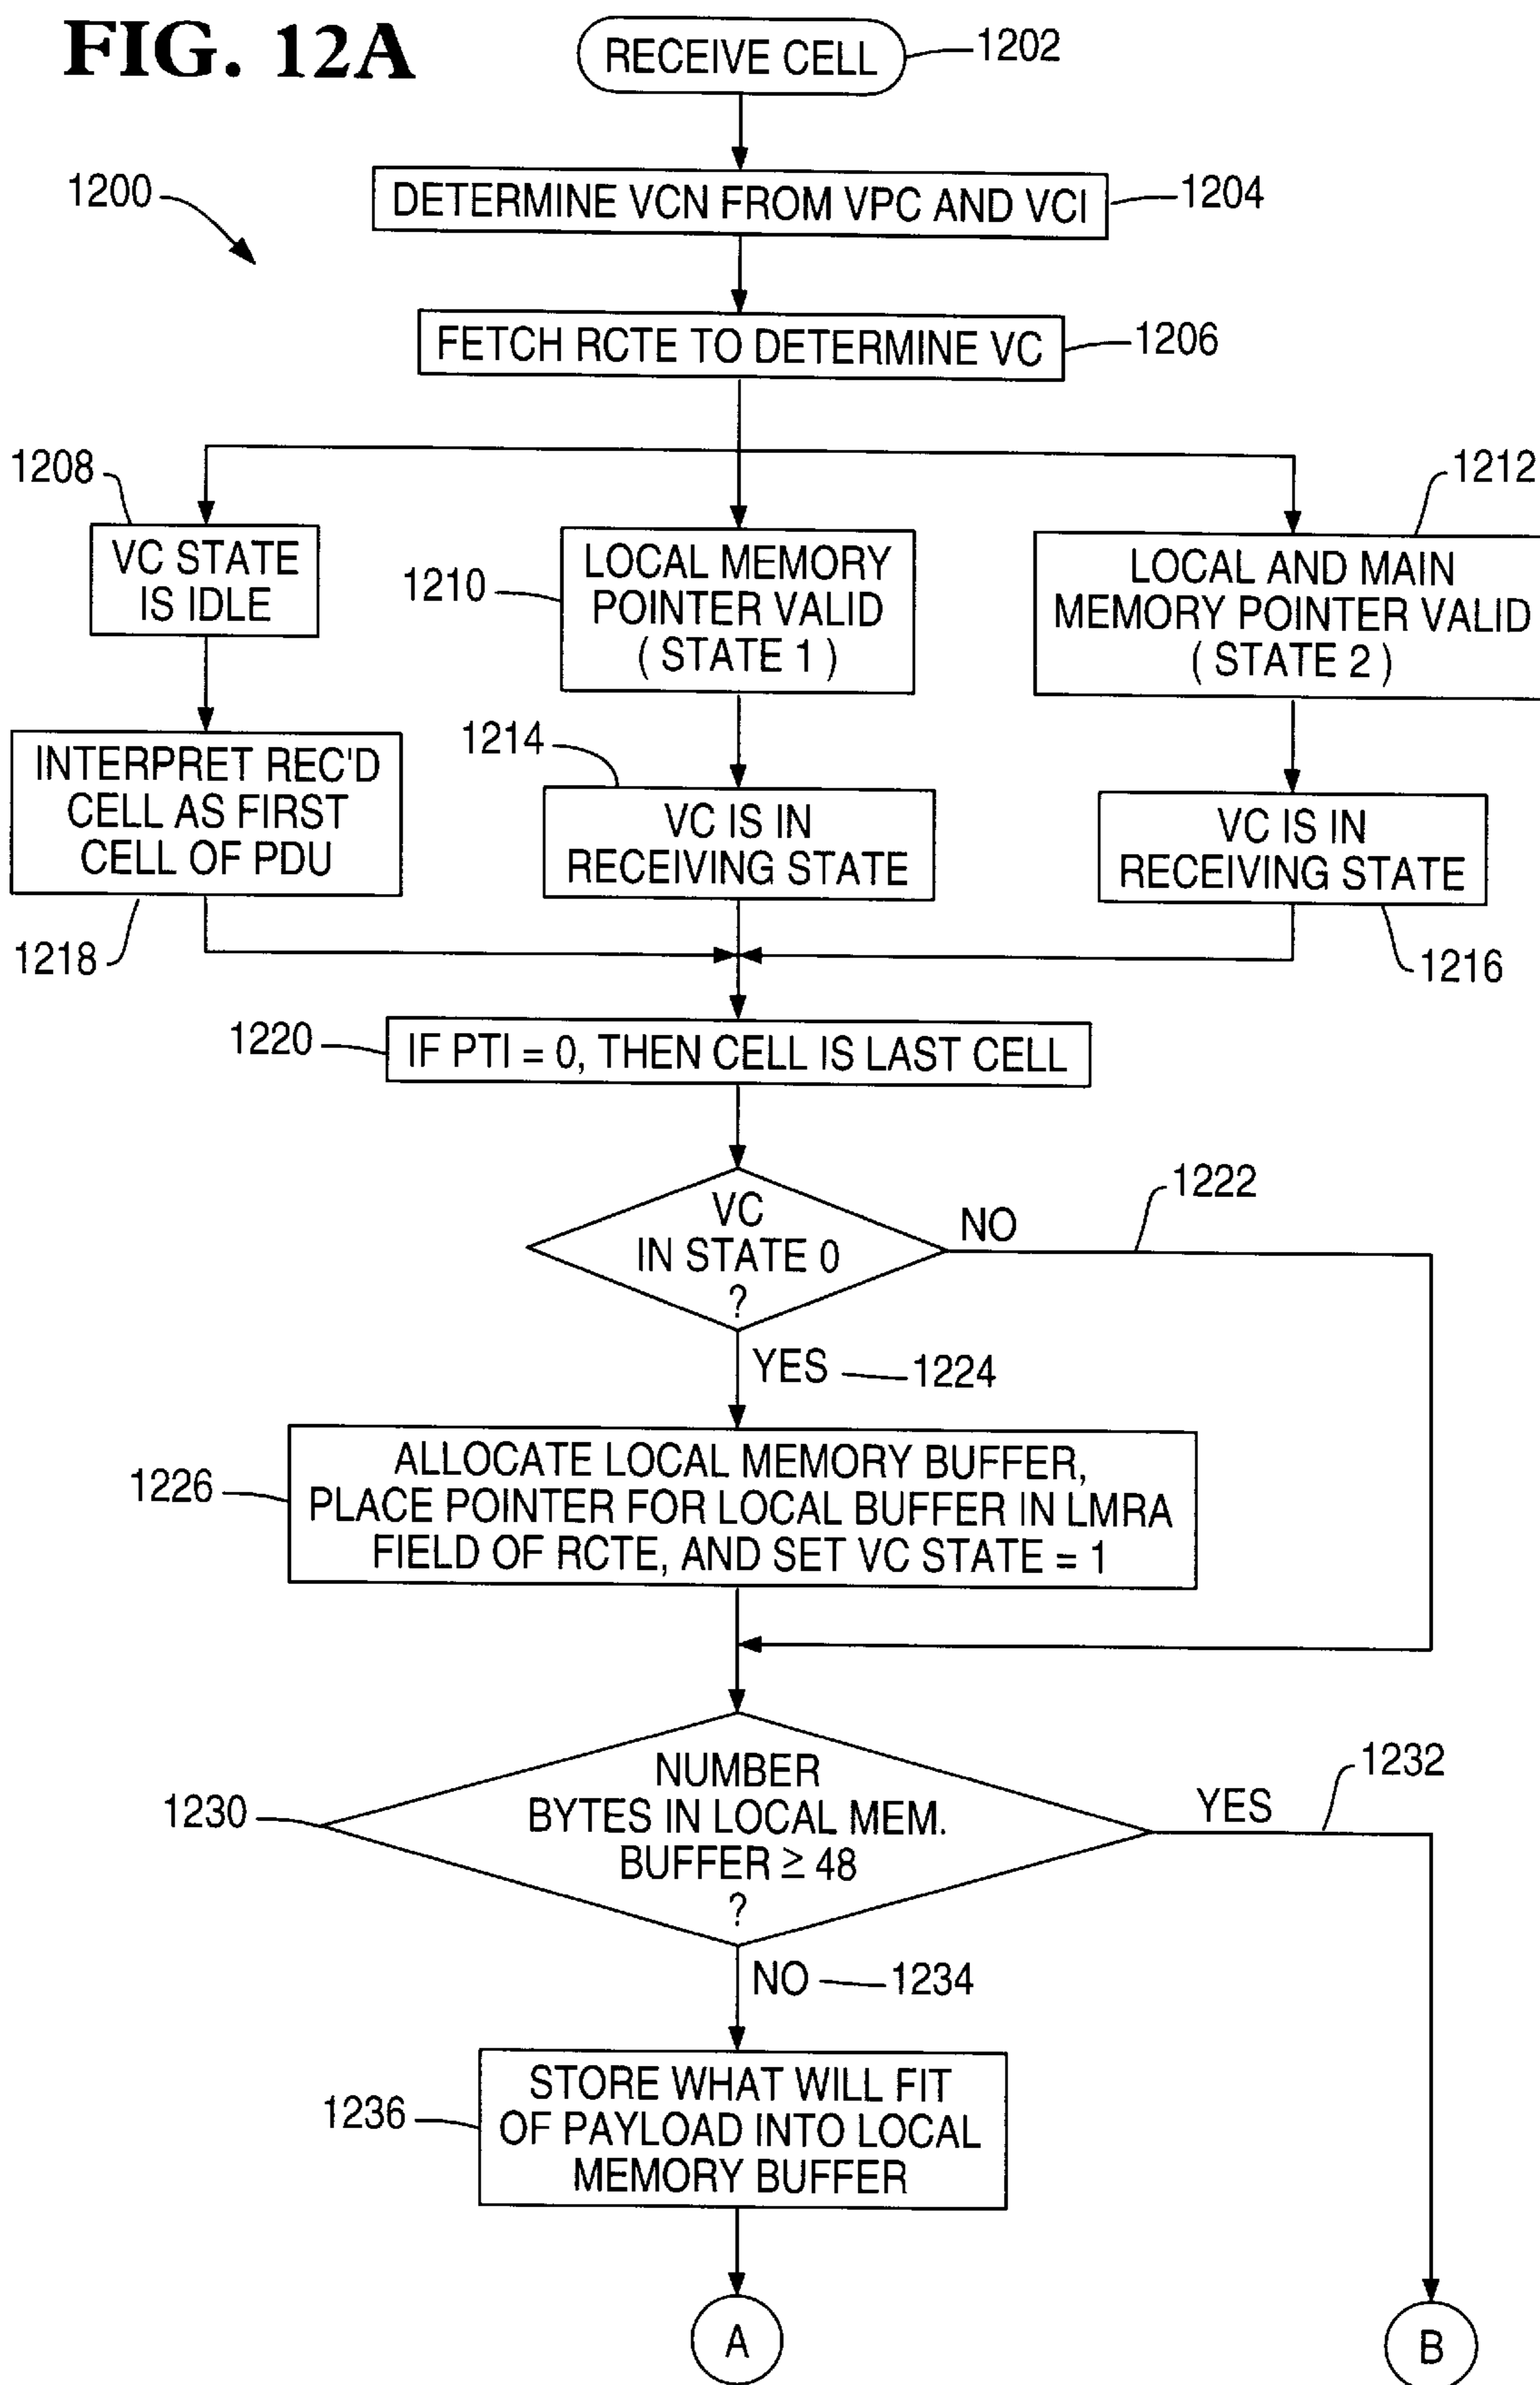 FIG. 12A
RECEIVE CELL
1202
1200
DETERMINE VCN FROM VPC AND VCI
1204
FETCH RCTE TO DETERMINE VC
1206
1208
VC STATE
IS IDLE
1210
LOCAL MEMORY
POINTER VALID
( STATE 1 )
1212
LOCAL AND MAIN
MEMORY POINTER VALID
( STATE 2 )
INTERPRET REC'D
CELL AS FIRST
CELL OF PDU
1218
1214
VC IS IN
RECEIVING STATE
VC IS IN
RECEIVING STATE
1216
1220
IF PTI = 0, THEN CELL IS LAST CELL
VC
IN STATE 0
?
NO
1222
YES
1224
1226
ALLOCATE LOCAL MEMORY BUFFER,
PLACE POINTER FOR LOCAL BUFFER IN LMRA
FIELD OF RCTE, AND SET VC STATE = 1
1230
NUMBER
BYTES IN LOCAL MEM.
BUFFER ≥ 48
?
YES
1232
NO
1234
1236
STORE WHAT WILL FIT
OF PAYLOAD INTO LOCAL
MEMORY BUFFER
A
B